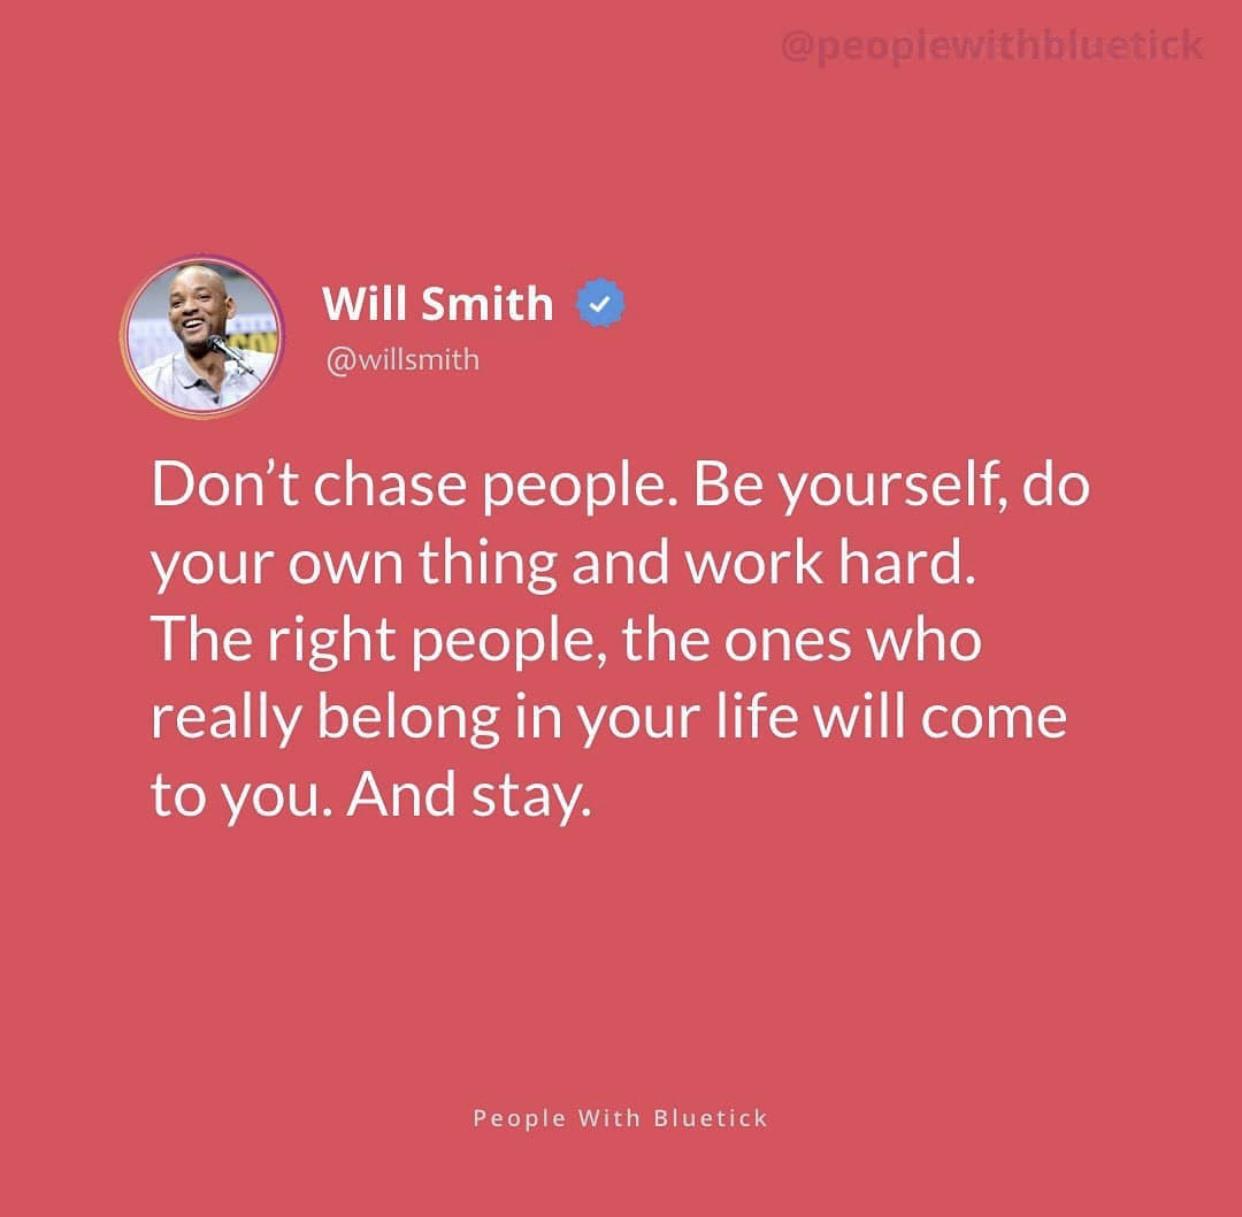 @peoplewithbluetick
Will Smith
@willsmith
Don’t chase people. Be yourself, do
your own thing and work hard.
The right people, the ones who
really belong in your life will come
to you. And stay.
People With Bluetick